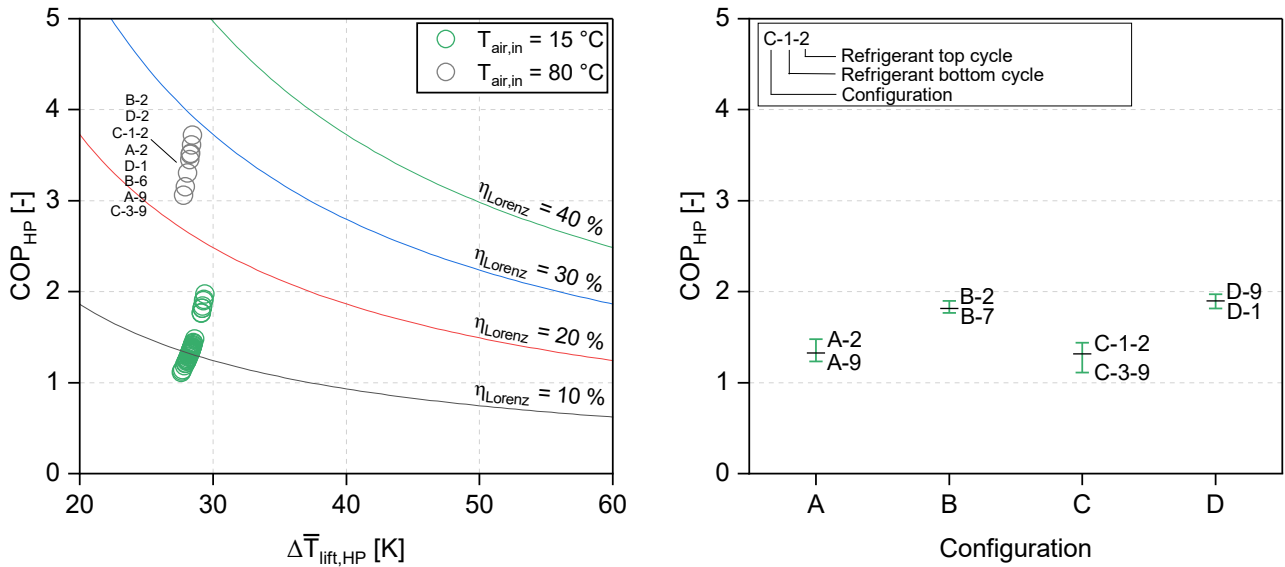 5
4
3
2
1
0
COP_HP [-]
20
30
40
50
60
ΔT̿_lift,HP [K]
T_air,in = 15 °C
T_air,in = 80 °C
B-2
D-2
C-1-2
A-2
D-1
B-6
A-9
C-3-9
η_Lorenz = 40 %
η_Lorenz = 30 %
η_Lorenz = 20 %
η_Lorenz = 10 %
5
4
3
2
1
0
COP_HP [-]
A
B
C
D
Configuration
C-1-2
Refrigerant top cycle
Refrigerant bottom cycle
Configuration
A-2
A-9
B-2
B-7
C-1-2
C-3-9
D-9
D-1